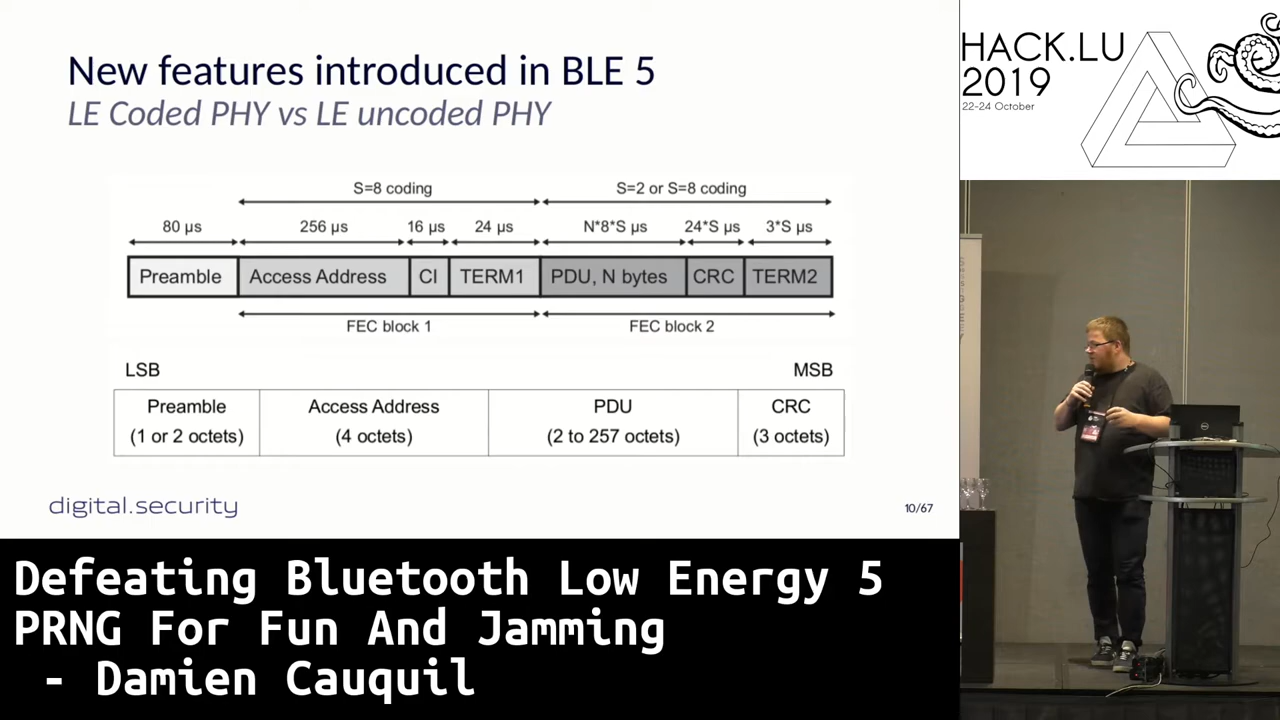 New features introduced in BLE 5
LE Coded PHY vs LE uncoded PHY
S=8 coding
S=2 or S=8 coding
80 µs
256 µs
16 µs
24 µs
N*8*S µs
24*S µs
3*S µs
Preamble
Access Address
CI
TERM1
PDU, N bytes
CRC
TERM2
FEC block 1
FEC block 2
LSB
MSB
Preamble
(1 or 2 octets)
Access Address
(4 octets)
PDU
(2 to 257 octets)
CRC
(3 octets)
digital.security
10/67
HACK.LU
2019
22-24 October
Defeating Bluetooth Low Energy 5
PRNG For Fun And Jamming
- Damien Cauquil